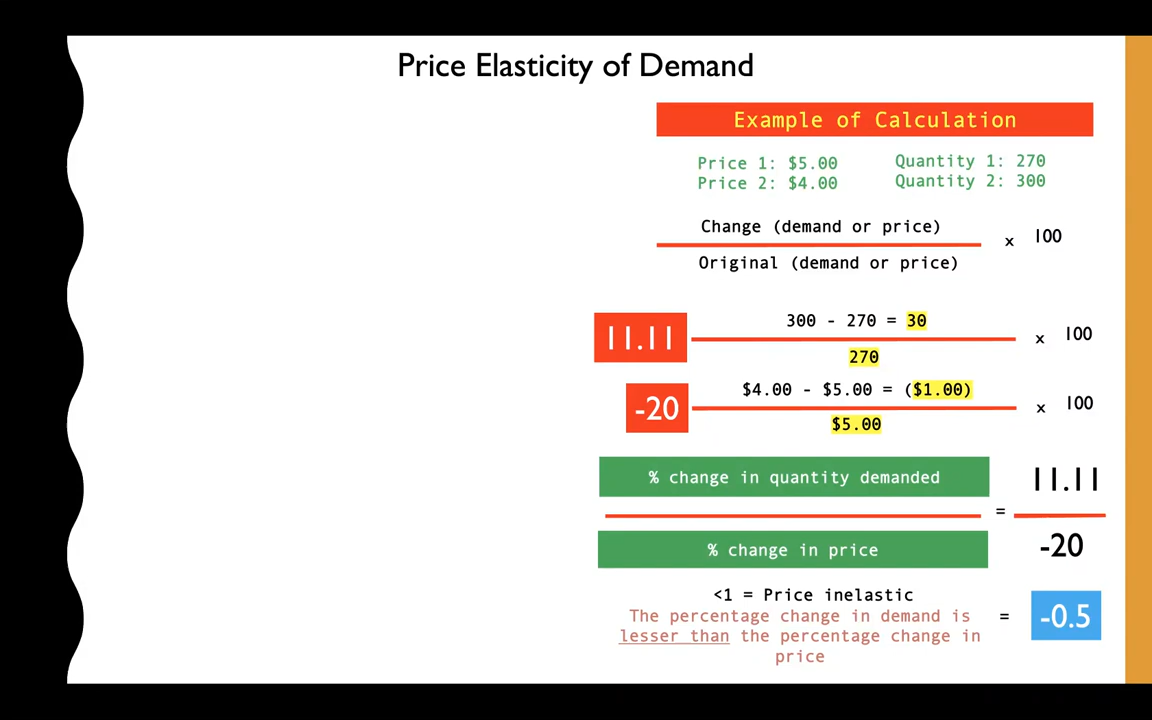 Price Elasticity of Demand
Example of Calculation
Price 1: $5.00 Quantity 1: 270
Price 2: $4.00 Quantity 2: 300
Change (demand or price)
x 100
Original (demand or price)
300 - 270 = 30
11.11 x 100
270
$4.00 - $5.00 = ($1.00)
-20 x 100
$5.00
% change in quantity demanded 11.11
=
% change in price -20
<1 = Price inelastic
The percentage change in demand is = -0.5
lesser than the percentage change in
price